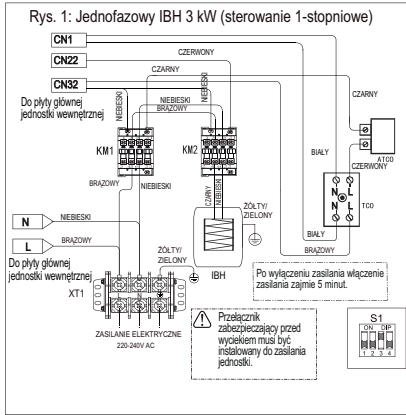 Rys. 1: Jednofazowy IBH 3 kW (sterowanie 1-stopniowe)
CN1
CN22
CN32
CZERWONY
CZARNY
Do płyty głównej
jednostki wewnętrznej
NIEBIESKI
NIEBIESKI
BRĄZOWY
NIEBIESKI
CZARNY
KM1
KM2
BIAŁY
ATCO
CZERWONY
BRĄZOWY
NIEBIESKI
CZARNY
NIEBIESKI
N L
N L
TCO
N
NIEBIESKI
ŻÓŁTY/
ZIELONY
BIAŁY
L
BRĄZOWY
ŻÓŁTY/
ZIELONY
BRĄZOWY
Do płyty głównej
jednostki wewnętrznej
IBH
XT1
Po wyłączeniu zasilania włączenie
zasilania zajmie 5 minut.
ZASILANIE ELEKTRYCZNE
220-240V AC
Przełącznik
zabezpieczający przed
wyciekiem musi być
instalowany do zasilania
jednostki.
S1
ON DIP
1 2 3 4